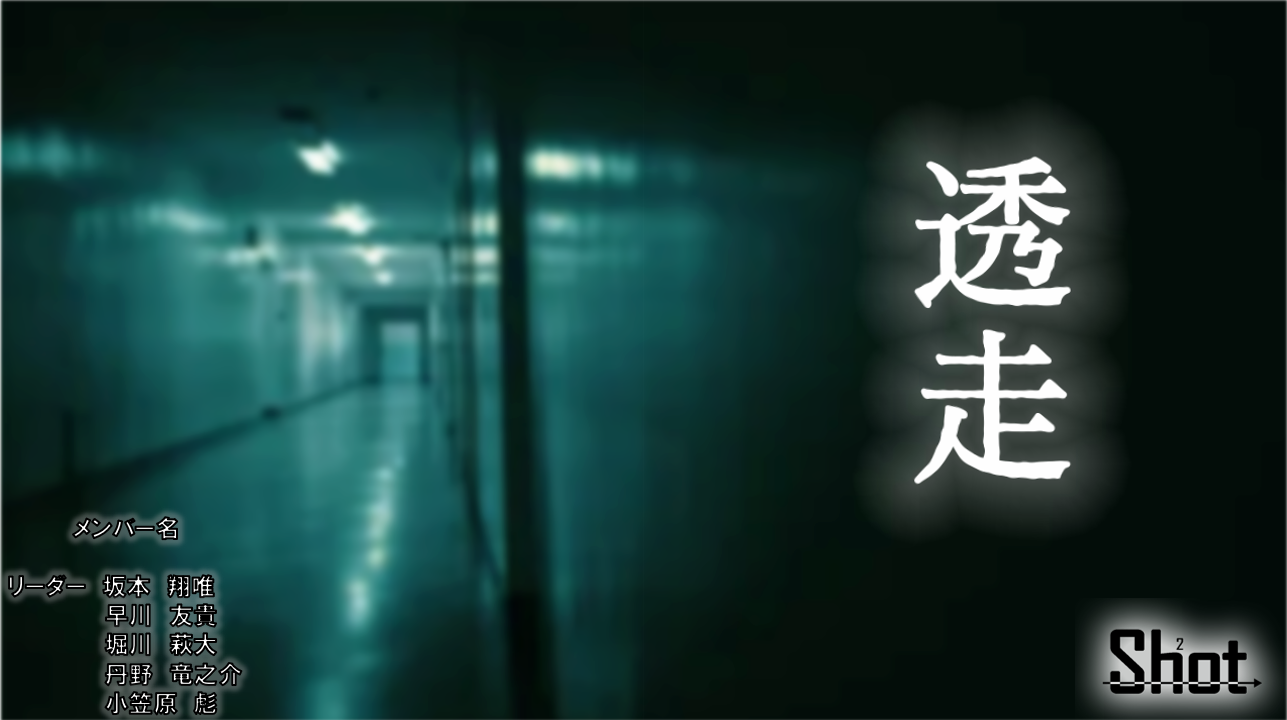 透走
メンバー名
リーダー 坂本 翔唯
早川 友貴
堀川 萩大
丹野 竜之介
小笠原 彪
Sh2ot